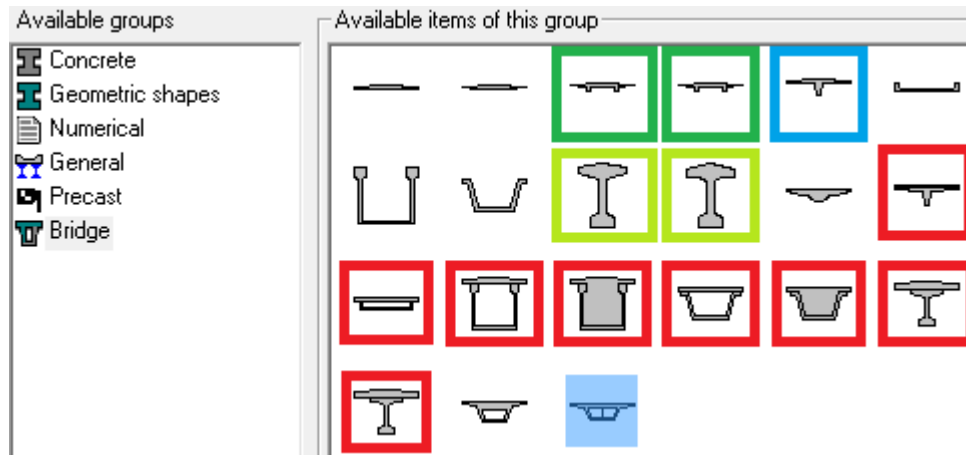 Available groups
Available items of this group
Concrete
Geometric shapes
Numerical
General
Precast
Bridge